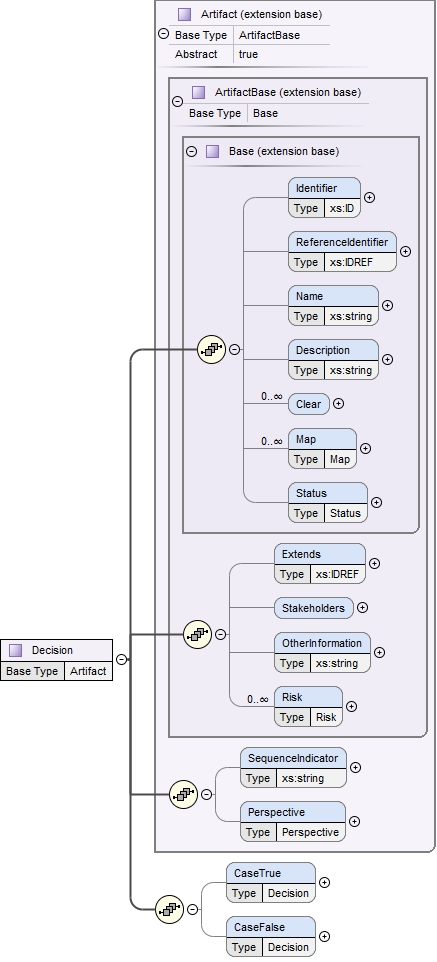 Artifact (extension base)
Base Type ArtifactBase
Abstract true
ArtifactBase (extension base)
Base Type Base
Base (extension base)
Identifier
Type xs:ID
ReferenceIdentifier
Type xs:IDREF
Name
Type xs:string
Description
Type xs:string
0..∞
Clear
0..∞
Map
Type Map
Status
Type Status
Extends
Type xs:IDREF
Stakeholders
OtherInformation
Type xs:string
0..∞
Risk
Type Risk
Decision
Base Type Artifact
SequenceIndicator
Type xs:string
Perspective
Type Perspective
CaseTrue
Type Decision
CaseFalse
Type Decision